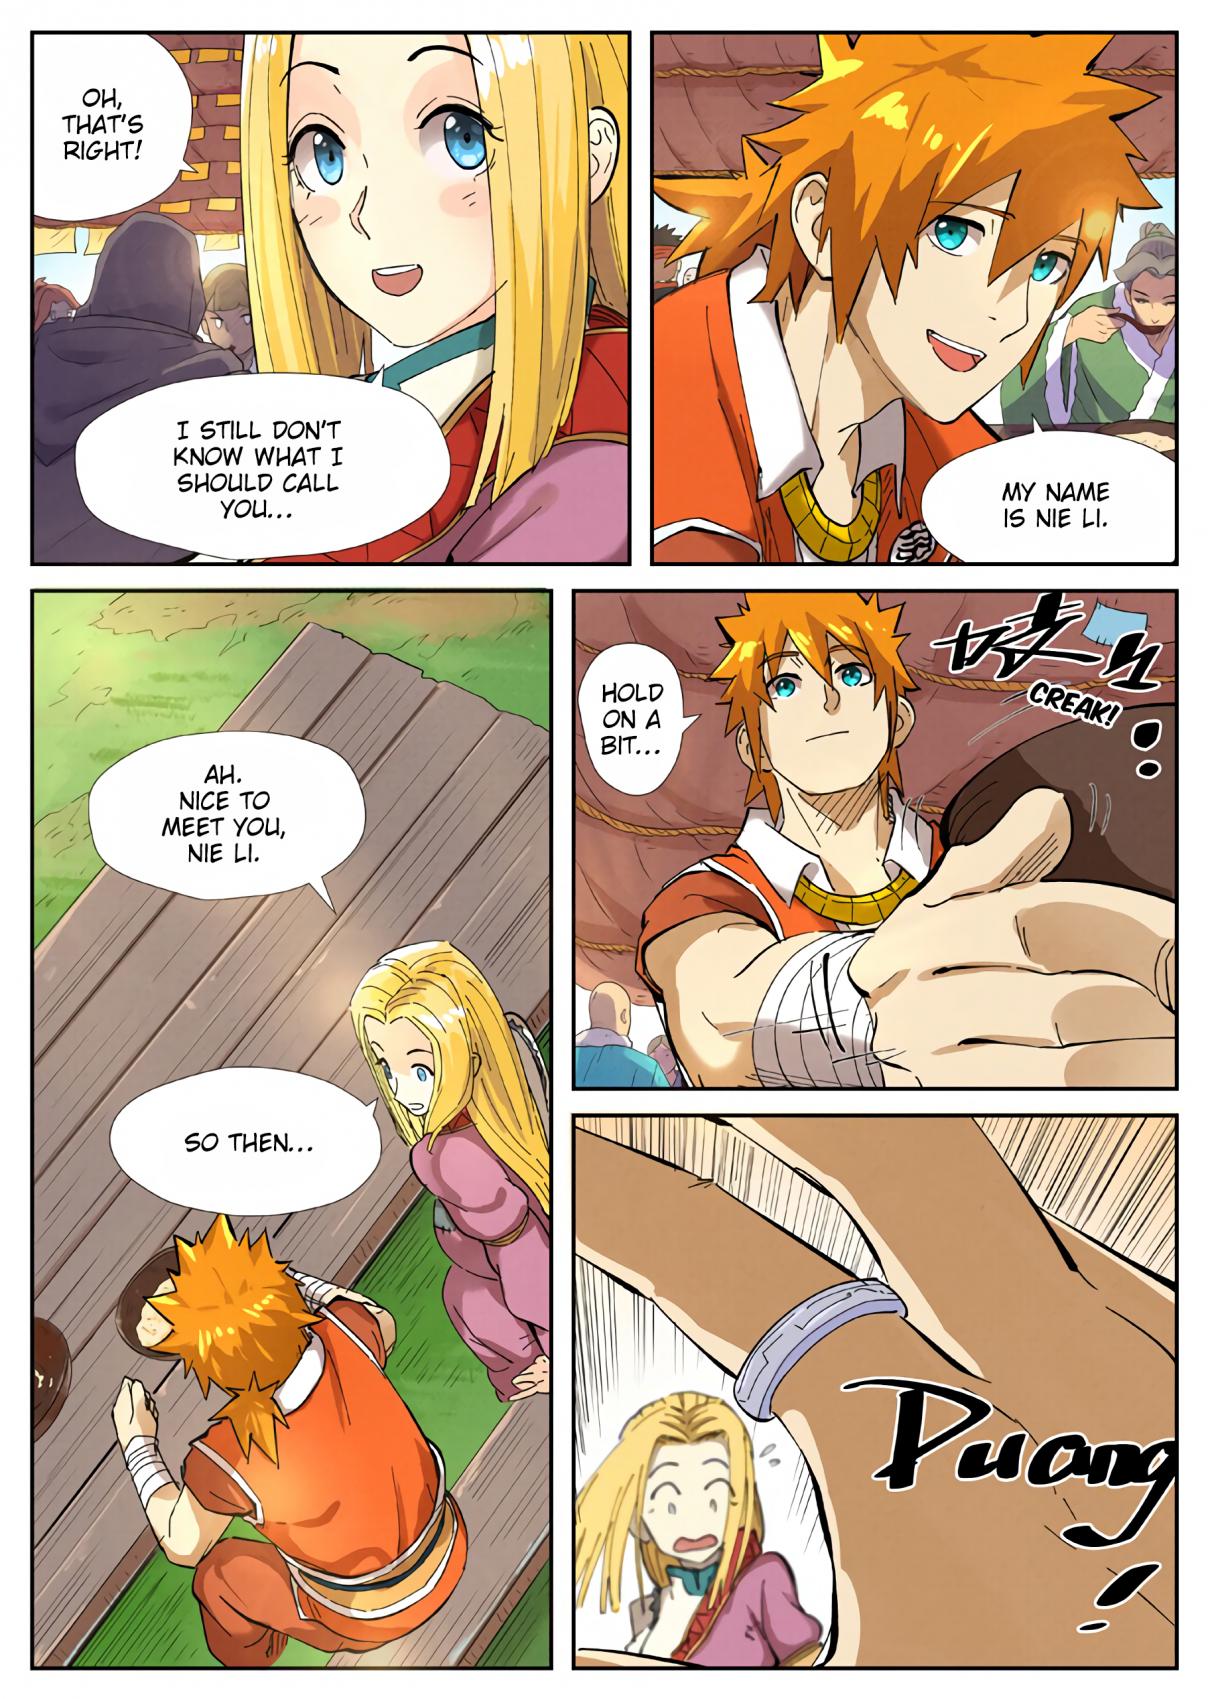 OH,
THAT'S
RIGHT!
I STILL DON'T
KNOW WHAT I
SHOULD CALL
YOU...
MY NAME
IS NIE LI.
AH.
NICE TO
MEET YOU,
NIE LI.
SO THEN...
HOLD
ON A
BIT...
CREAK!
Duang